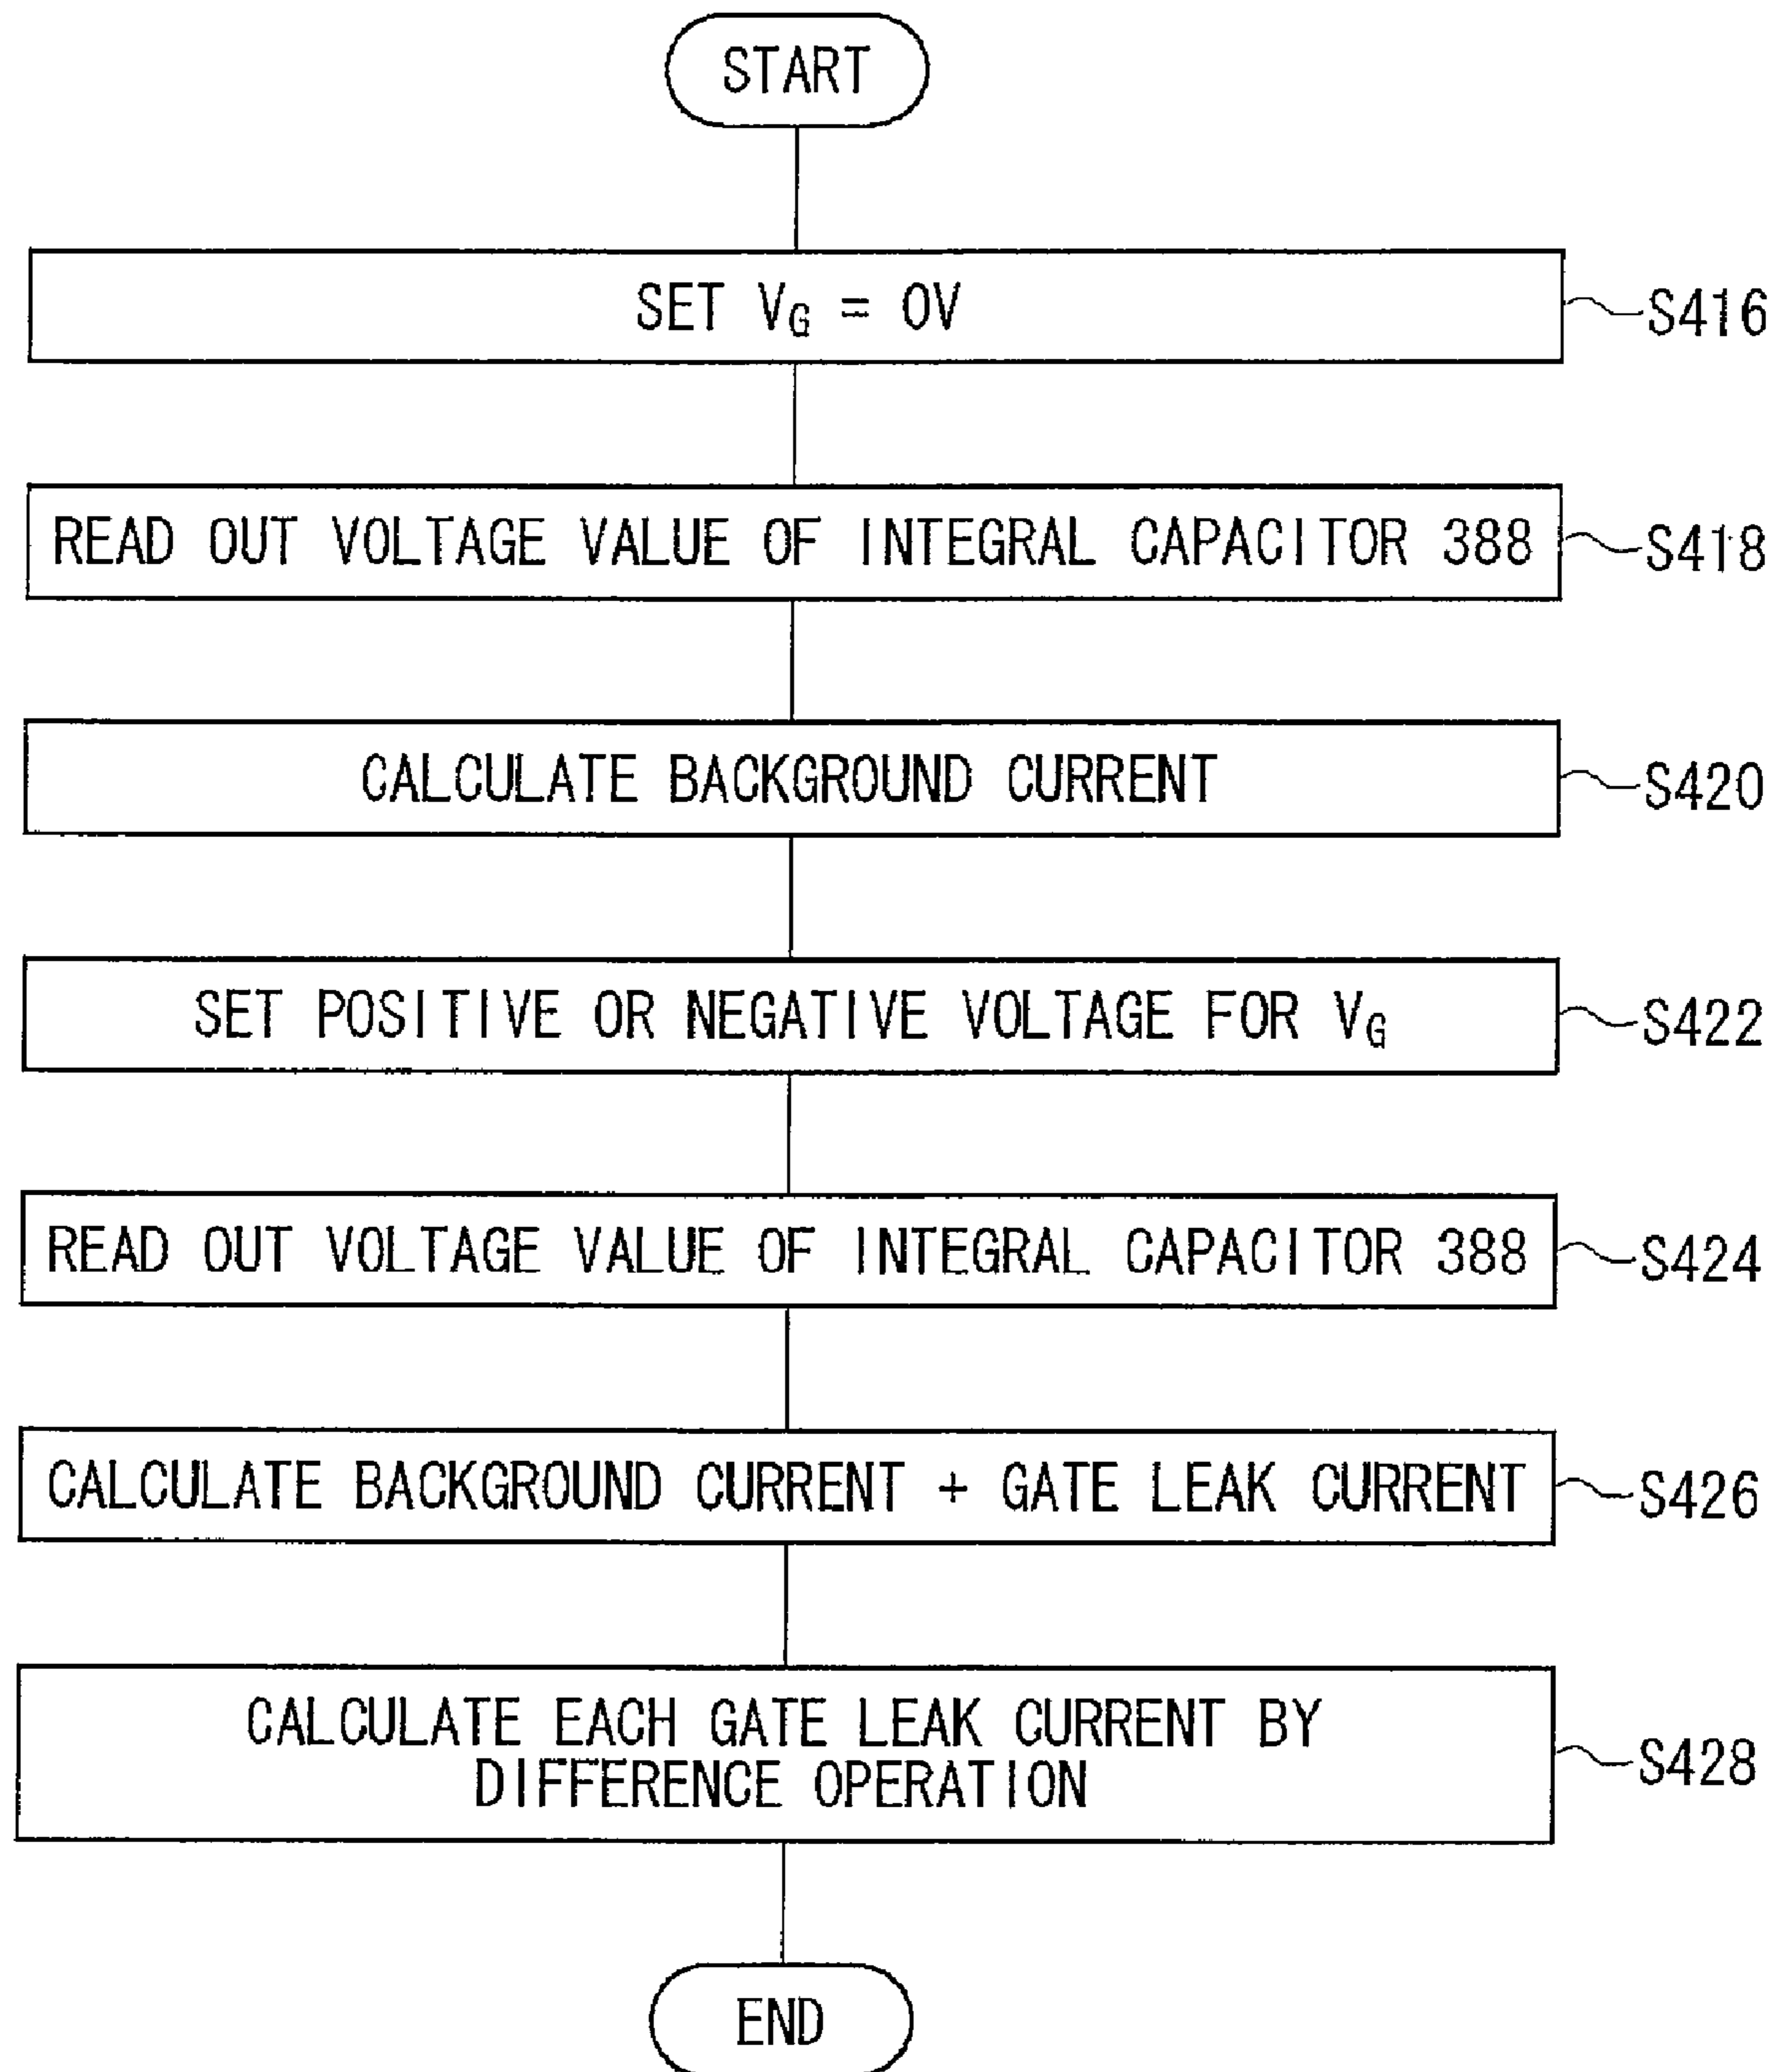 START
SET VG = 0V
S416
READ OUT VOLTAGE VALUE OF INTEGRAL CAPACITOR 388
S418
CALCULATE BACKGROUND CURRENT
S420
SET POSITIVE OR NEGATIVE VOLTAGE FOR VG
S422
READ OUT VOLTAGE VALUE OF INTEGRAL CAPACITOR 388
S424
CALCULATE BACKGROUND CURRENT + GATE LEAK CURRENT
S426
CALCULATE EACH GATE LEAK CURRENT BY
DIFFERENCE OPERATION
S428
END